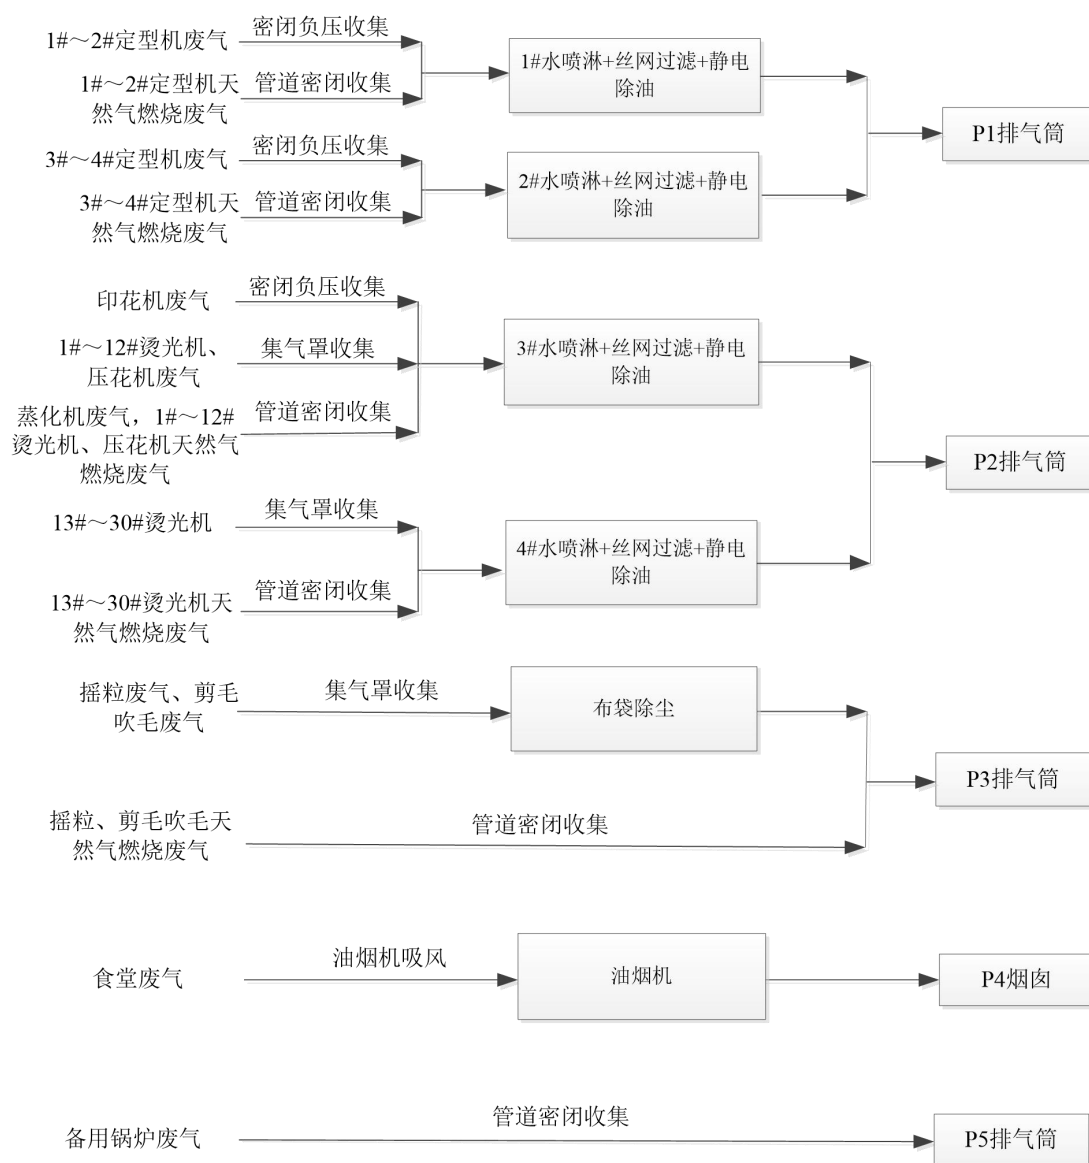 1#～2#定型机废气
密闭负压收集
1#～2#定型机天
然气燃烧废气
管道密闭收集
1#水喷淋+丝网过滤+静电
除油
3#～4#定型机废气
密闭负压收集
3#～4#定型机天
然气燃烧废气
管道密闭收集
2#水喷淋+丝网过滤+静电
除油
P1排气筒
印花机废气
密闭负压收集
1#～12#烫光机、
压花机废气
集气罩收集
蒸化机废气，1#～12#
烫光机、压花机天然气
燃烧废气
管道密闭收集
3#水喷淋+丝网过滤+静电
除油
13#～30#烫光机
集气罩收集
13#～30#烫光机天
然气燃烧废气
管道密闭收集
4#水喷淋+丝网过滤+静电
除油
P2排气筒
摇粒废气、剪毛
吹毛废气
集气罩收集
布袋除尘
摇粒、剪毛吹毛天
然气燃烧废气
管道密闭收集
P3排气筒
食堂废气
油烟机吸风
油烟机
P4烟囱
备用锅炉废气
管道密闭收集
P5排气筒